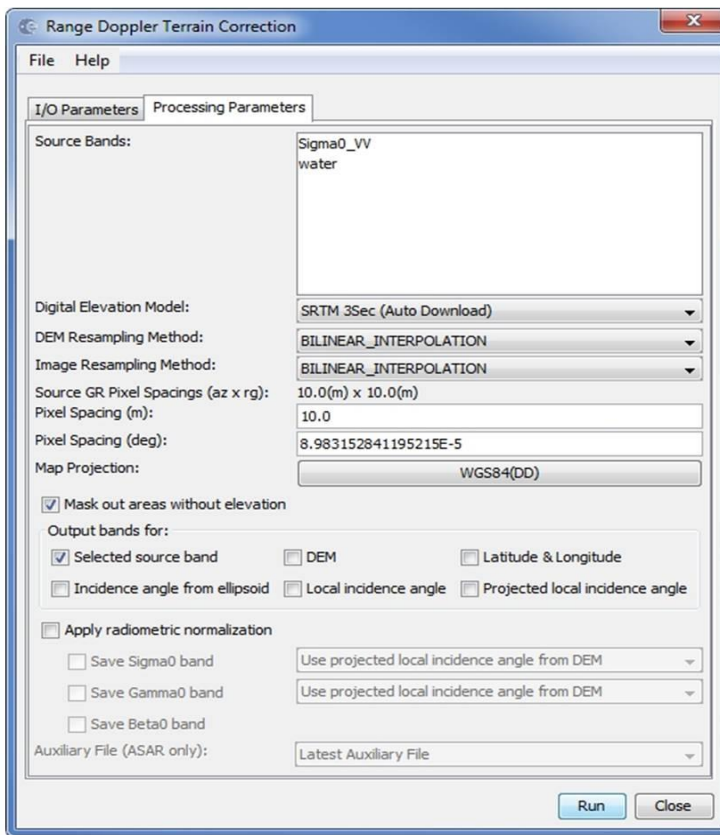 Range Doppler Terrain Correction
File Help
I/O Parameters Processing Parameters
Source Bands: Sigma0_VV
water
Digital Elevation Model: SRTM 3Sec (Auto Download)
DEM Resampling Method: BILINEAR_INTERPOLATION
Image Resampling Method: BILINEAR_INTERPOLATION
Source GR Pixel Spacings (az x rg): 10.0(m) x 10.0(m)
Pixel Spacing (m): 10.0
Pixel Spacing (deg): 8.983152841195215E-5
Map Projection: WGS84(DD)
Mask out areas without elevation
Output bands for:
Selected source band DEM Latitude & Longitude
Incidence angle from ellipsoid Local incidence angle Projected local incidence angle
Apply radiometric normalization
Save Sigma0 band Use projected local incidence angle from DEM
Save Gamma0 band Use projected local incidence angle from DEM
Save Beta0 band
Auxiliary File (ASAR only): Latest Auxiliary File
Run Close